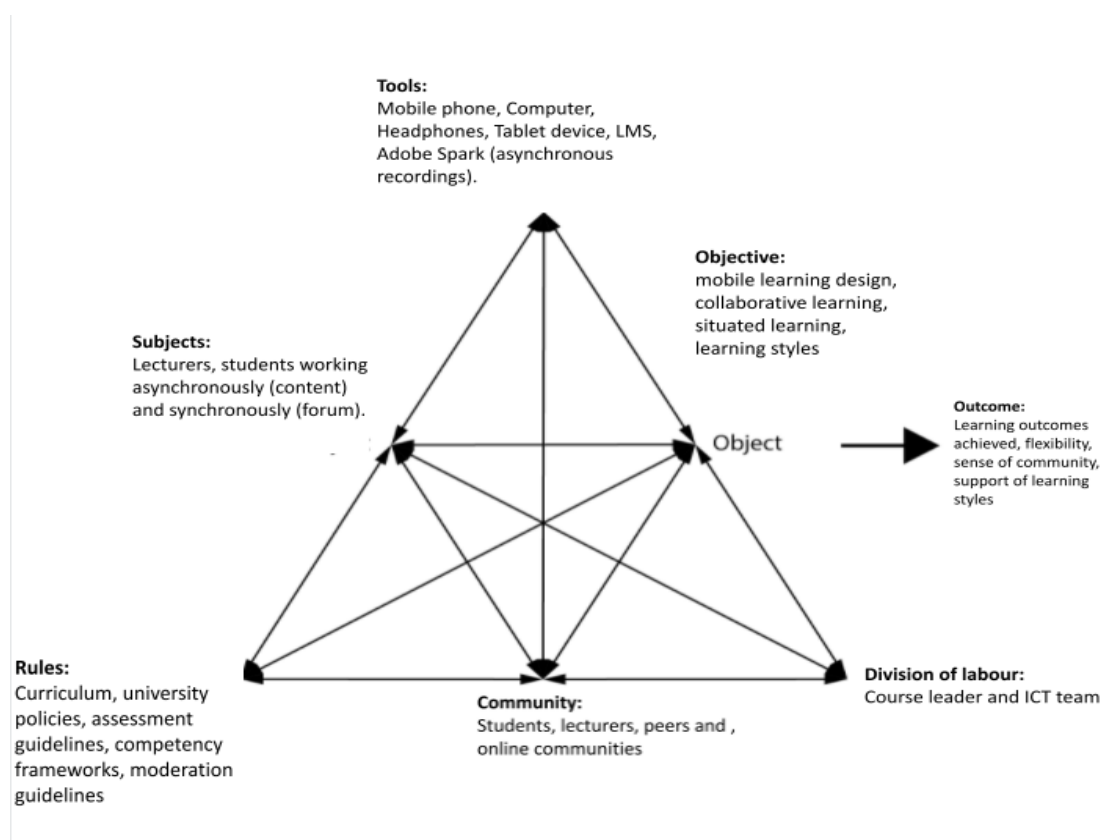 Tools:
Mobile phone, Computer,
Headphones, Tablet device, LMS,
Adobe Spark (asynchronous
recordings).
Objective:
mobile learning design,
collaborative learning,
situated learning,
learning styles
Subjects:
Lecturers, students working
asynchronously (content)
and synchronously (forum).
Object
Outcome:
Learning outcomes
achieved, flexibility,
sense of community,
support of learning
styles
Rules:
Curriculum, university
policies, assessment
guidelines, competency
frameworks, moderation
guidelines
Community:
Students, lecturers, peers and ,
online communities
Division of labour:
Course leader and ICT team